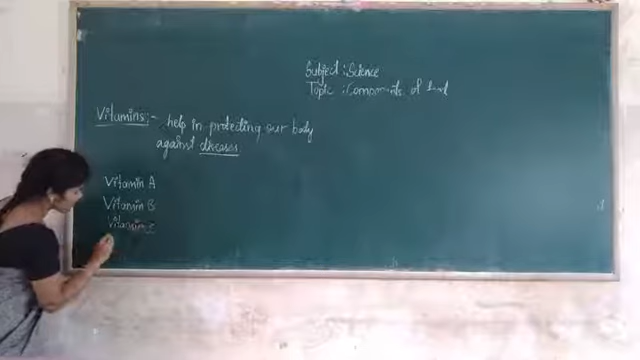 Subject : Science
Topic : Components of food
Vitamins :- help in protecting our body
against diseases
Vitamin A
Vitamin B
Vitamin C